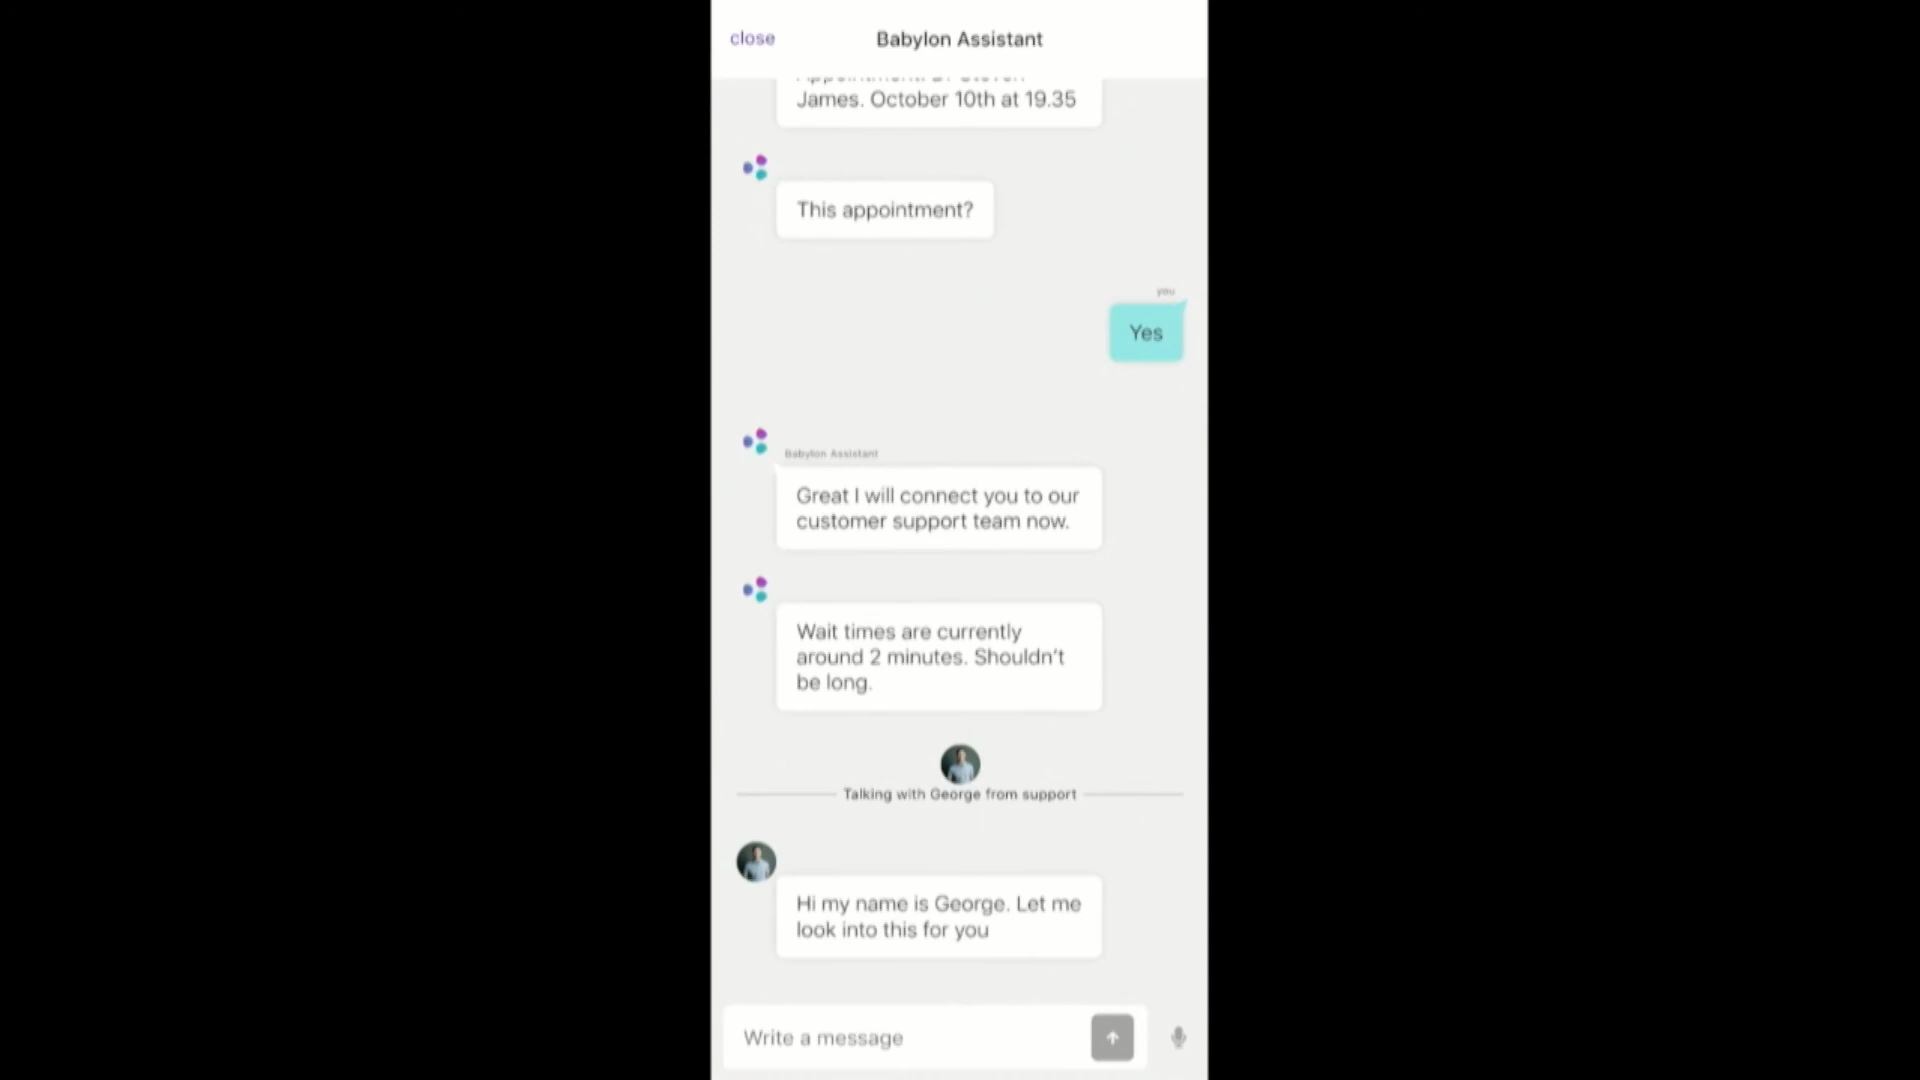 close
Babylon Assistant
James. October 10th at 19.35
This appointment?
you
Yes
Babylon Assistant
Great I will connect you to our
customer support team now.
Wait times are currently
around 2 minutes. Shouldn't
be long.
Talking with George from support
Hi my name is George. Let me
look into this for you
Write a message